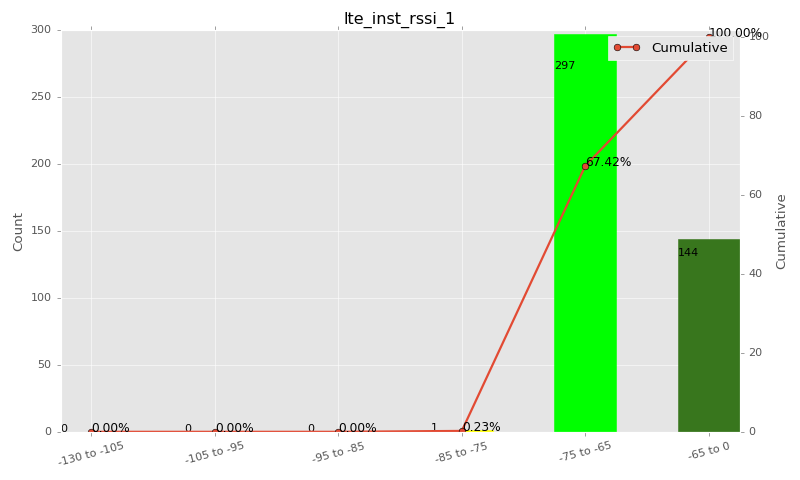 lte_inst_rssi_1
300
250
200
150
100
50
0
Count
100
80
60
40
20
0
Cumulative
Cumulative
0
0.00%
0
0.00%
0
0.00%
1
0.23%
297
67.42%
144
100.00%
-130 to -105
-105 to -95
-95 to -85
-85 to -75
-75 to -65
-65 to 0